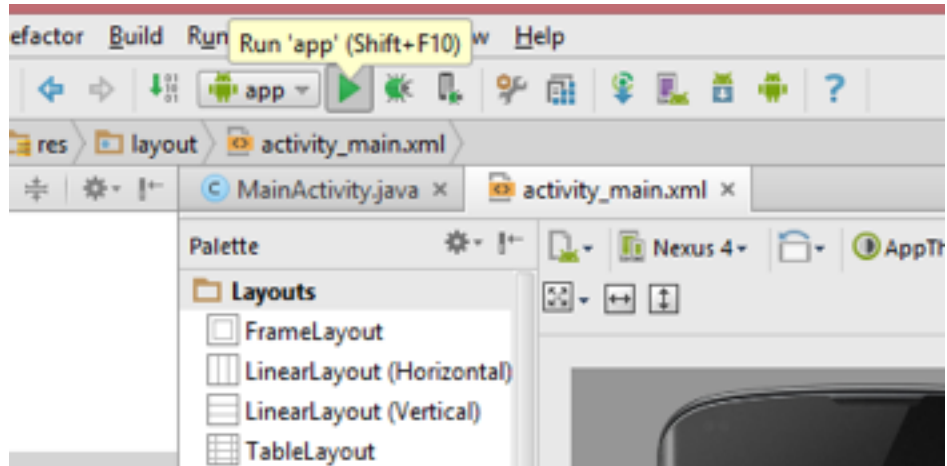 efactor Build Run w Help
Run 'app' (Shift+F10)
app ?
res layout activity_main.xml
MainActivity.java × activity_main.xml ×
Palette Nexus 4 AppTh
Layouts
FrameLayout
LinearLayout (Horizontal)
LinearLayout (Vertical)
TableLayout